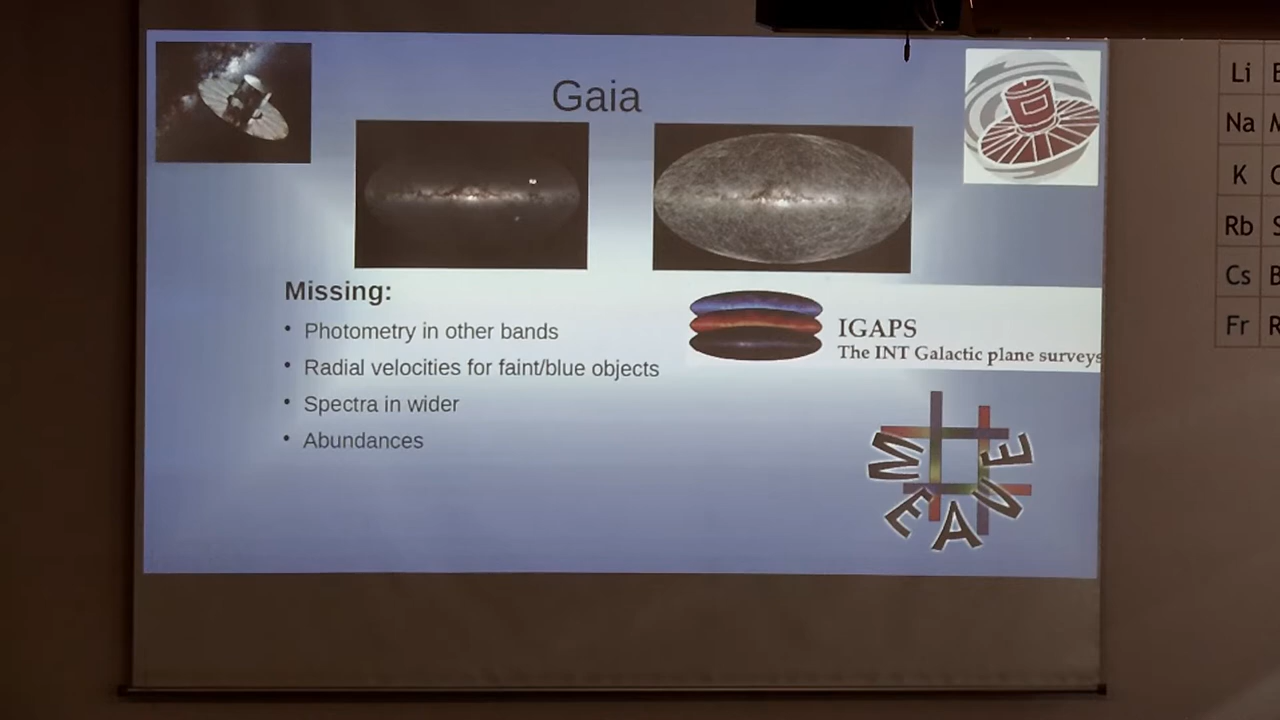 Gaia
Missing:
• Photometry in other bands
• Radial velocities for faint/blue objects
• Spectra in wider
• Abundances
IGAPS
The INT Galactic plane surveys
WEAVE
Li
Na
K
Rb
Cs
Fr